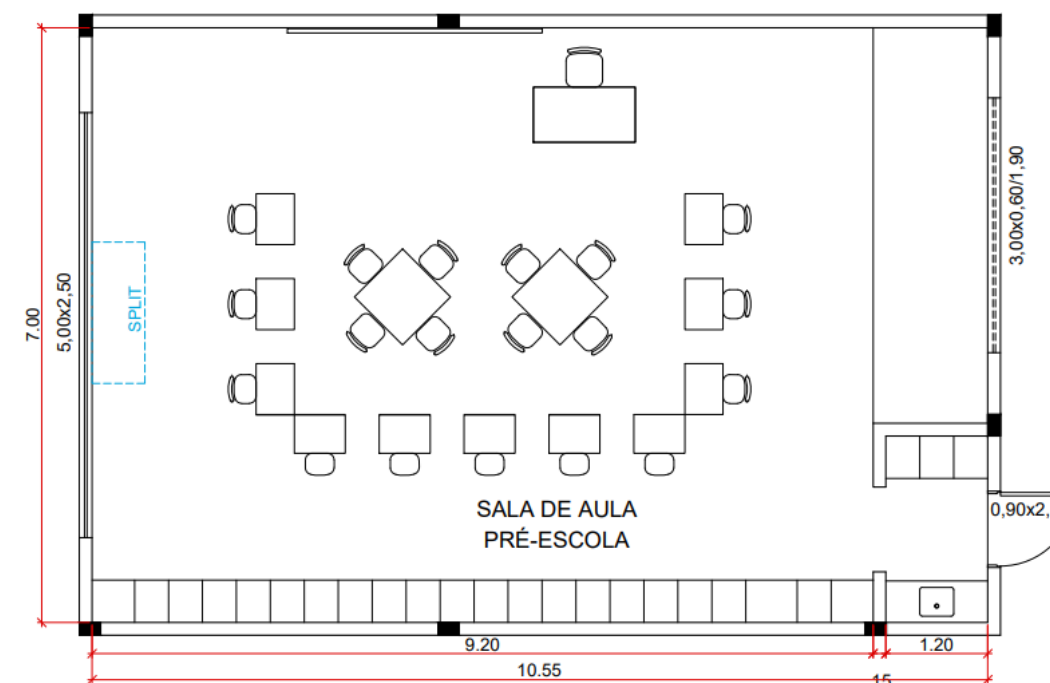 3,00x0,60/1,90
7.00
5,00x2,50
SPLIT
SALA DE AULA
PRÉ-ESCOLA
0,90x2,
9.20
1.20
10.55
15